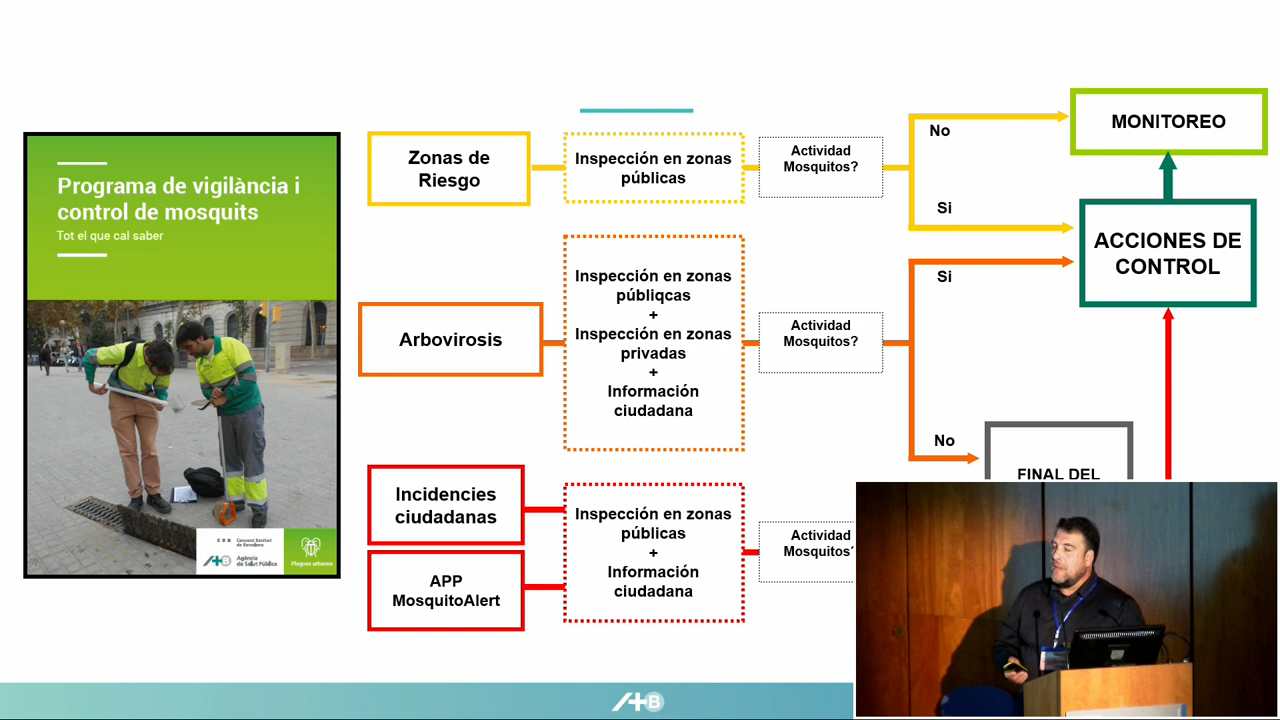 Programa de vigilància i
control de mosquits
Tot el que cal saber
CSB Consorci Sanitari
de Barcelona
Agència
de Salut Pública
Plagues urbanes
Zonas de
Riesgo
Inspección en zonas
públicas
Actividad
Mosquitos?
No
Si
MONITOREO
ACCIONES DE
CONTROL
Arbovirosis
Inspección en zonas
públiqcas
+
Inspección en zonas
privadas
+
Información
ciudadana
Actividad
Mosquitos?
Si
No
FINAL DEL
Incidencies
ciudadanas
APP
MosquitoAlert
Inspección en zonas
públicas
+
Información
ciudadana
Actividad
Mosquitos?
A+B